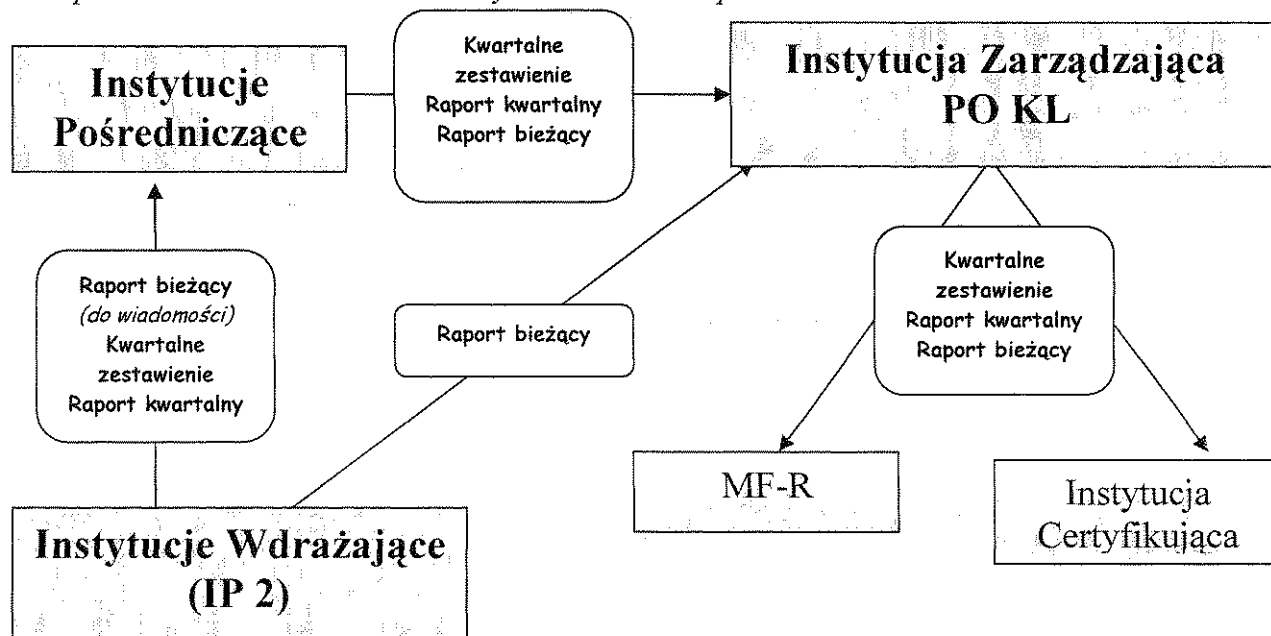 Instytucje
Pośredniczące
Kwartalne
zestawienie
Raport kwartalny
Raport bieżący
Instytucja Zarządzająca
PO KL
Raport bieżący
(do wiadomości)
Kwartalne
zestawienie
Raport kwartalny
Raport bieżący
Kwartalne
zestawienie
Raport kwartalny
Raport bieżący
Instytucje Wdrażające
(IP 2)
MF-R
Instytucja
Certyfikująca